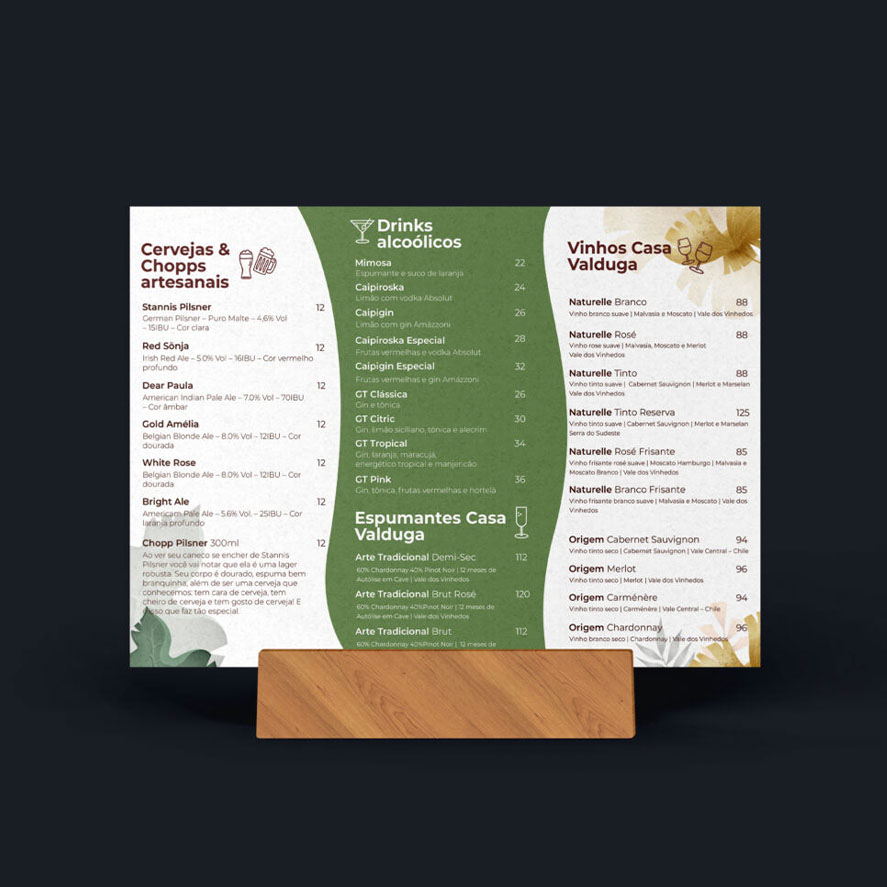 Cervejas &
Chopps
artesanais
Stannis Pilsner 12
German Pilsner – Puro Malte – 4,6% Vol
– 15IBU – Cor clara
Red Sônja 12
Irish Red Ale – 5.0% Vol – 16IBU – Cor vermelho
profundo
Dear Paula 12
American Indian Pale Ale – 7.0% Vol – 70IBU
– Cor âmbar
Gold Amélia 12
Belgian Blonde Ale – 8.0% Vol – 12IBU – Cor
dourada
White Rose 12
Belgian Blonde Ale – 8.0% Vol – 12IBU – Cor
dourada
Bright Ale 12
American Pale Ale – 5.6% Vol. – 25IBU – Cor
laranja profundo
Chopp Pilsner 300ml 12
Ao ver seu caneco se encher de Stannis
Pilsner você vai notar que ela é uma lager
robusta. Seu corpo é dourado, espuma bem
branquinha, além de ser uma cerveja que
conhecemos: tem cara de cerveja, tem
cheiro de cerveja e tem gosto de cerveja! E
é isso que faz tão especial.
Drinks
alcoólicos
Mimosa 22
Espumante e suco de laranja
Caipiroska 24
Limão com vodka Absolut
Caipigin 26
Limão com gin Amázzoni
Caipiroska Especial 28
Frutas vermelhas e vodka Absolut
Caipigin Especial 32
Frutas vermelhas e gin Amázzoni
GT Clássica 26
Gin e tônica
GT Citric 30
Gin, limão siciliano, tônica e alecrim
GT Tropical 34
Gin, laranja, maracujá,
energético tropical e manjericão
GT Pink 36
Gin, tônica, frutas vermelhas e hortelã
Espumantes Casa
Valduga
Arte Tradicional Demi-Sec 112
60% Chardonnay 40% Pinot Noir | 12 meses de
Autólise em Cave | Vale dos Vinhedos
Arte Tradicional Brut Rosé 120
60% Chardonnay 40%Pinot Noir | 12 meses de
Autólise em Cave | Vale dos Vinhedos
Arte Tradicional Brut 112
60% Chardonnay 40%Pinot Noir | 12 meses de
Vinhos Casa
Valduga
Naturelle Branco 88
Vinho branco suave | Malvasia e Moscato | Vale dos Vinhedos
Naturelle Rosé 88
Vinho rose suave | Malvasia, Moscato e Merlot
Vale dos Vinhedos
Naturelle Tinto 88
Vinho tinto suave | Cabernet Sauvignon | Merlot e Marselan
Vale dos Vinhedos
Naturelle Tinto Reserva 125
Vinho tinto suave | Cabernet Sauvignon | Merlot e Marselan
Serra do Sudeste
Naturelle Rosé Frisante 85
Vinho frisante rosé suave | Moscato Hamburgo | Malvasia e
Moscato Branco | Vale dos Vinhedos
Naturelle Branco Frisante 85
Vinho frisante branco suave | Malvasia e Moscato | Vale dos
Vinhedos
Origem Cabernet Sauvignon 94
Vinho tinto seco | Cabernet Sauvignon | Vale Central – Chile
Origem Merlot 96
Vinho tinto seco | Merlot | Vale dos Vinhedos
Origem Carménére 94
Vinho tinto seco | Carménére | Vale Central – Chile
Origem Chardonnay 96
Vinho branco seco | Chardonnay | Vale dos Vinhedos